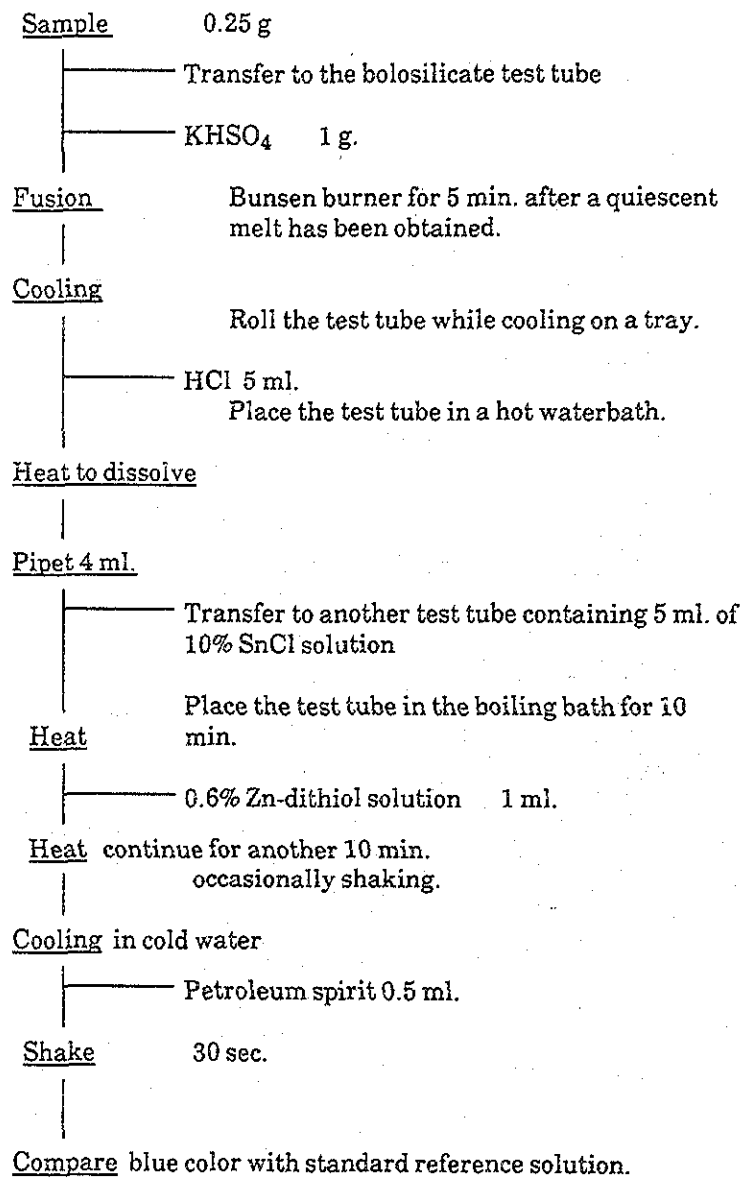 Sample 0.25 g
Transfer to the bolosilicate test tube
KHSO4 1 g.
Fusion Bunsen burner for 5 min. after a quiescent
melt has been obtained.
Cooling
Roll the test tube while cooling on a tray.
HCl 5 ml.
Place the test tube in a hot waterbath.
Heat to dissolve
Pipet 4 ml.
Transfer to another test tube containing 5 ml. of
10% SnCl solution
Place the test tube in the boiling bath for 10
Heat min.
0.6% Zn-dithiol solution 1 ml.
Heat continue for another 10 min.
occasionally shaking.
Cooling in cold water
Petroleum spirit 0.5 ml.
Shake 30 sec.
Compare blue color with standard reference solution.